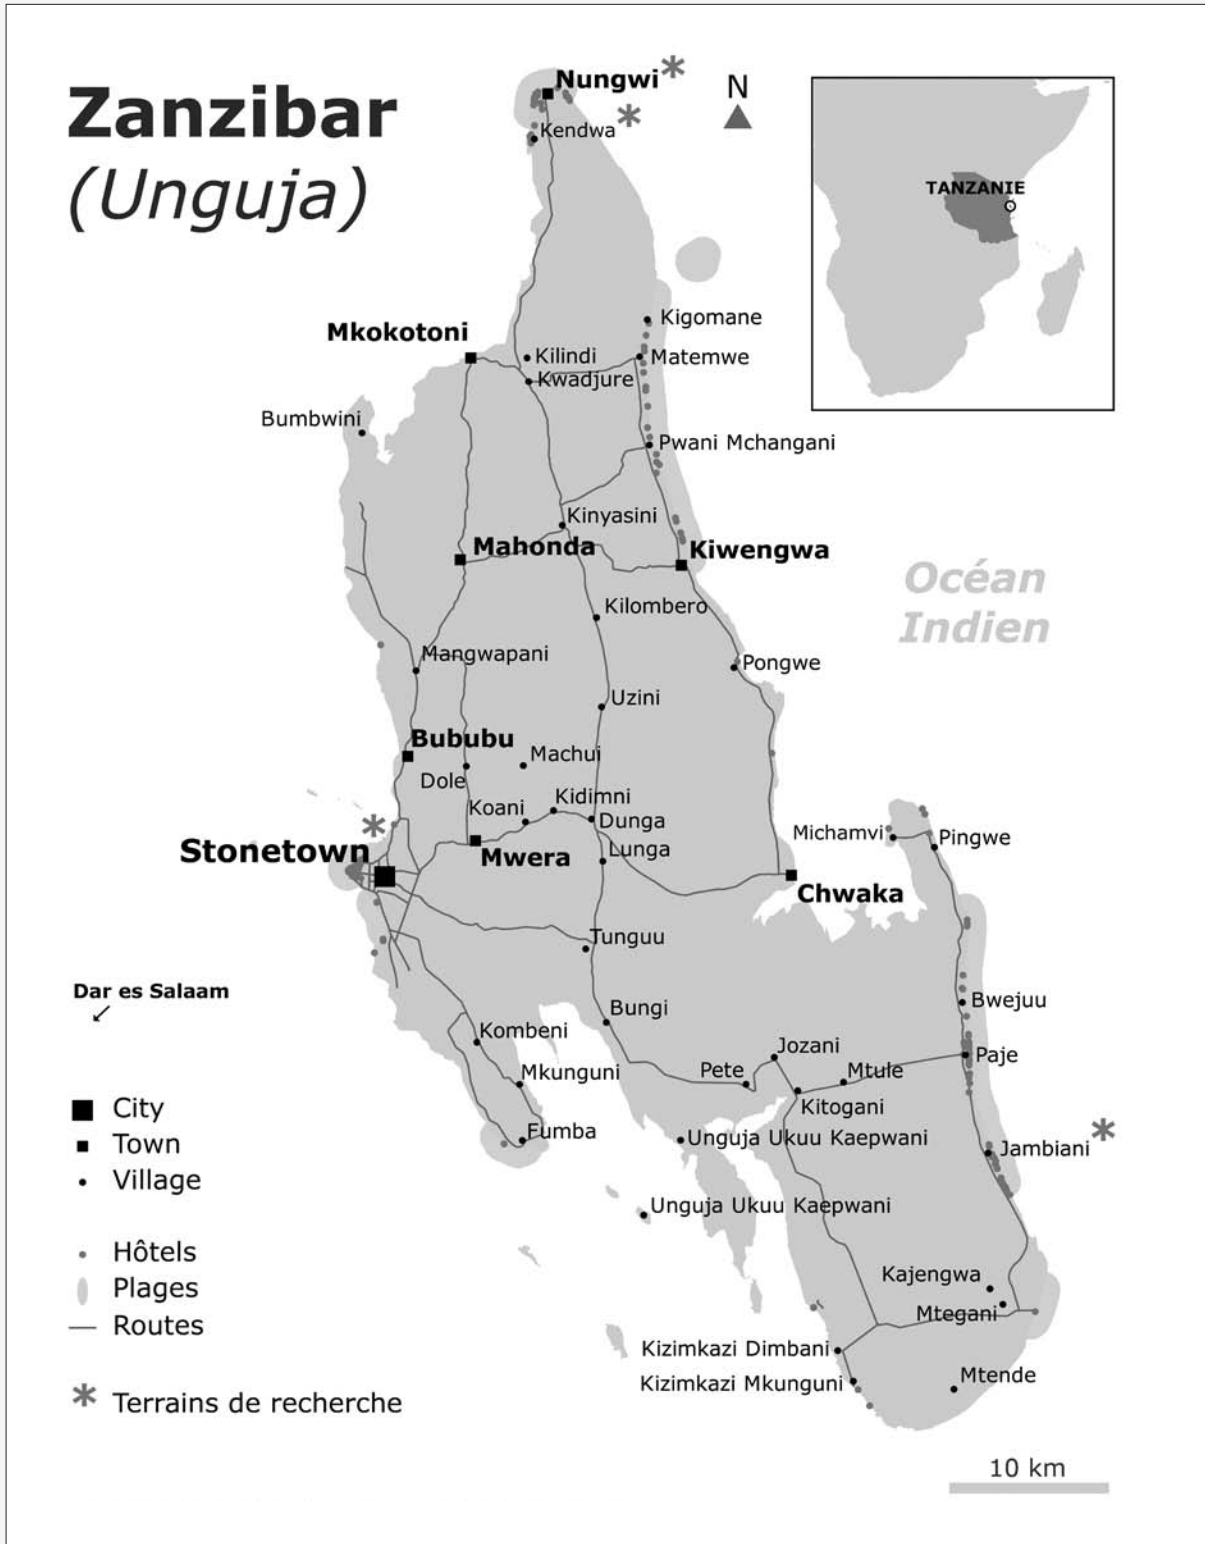 Zanzibar
(Unguja)
Nungwi *
Kendwa *
N
TANZANIE
Kigomane
Mkokotoni
Kilindi
Matemwe
Kwadjure
Bumbwini
Pwani Mchangani
Kinyasini
Mahonda
Kiwengwa
Océan
Indien
Kilombero
Mangwapani
Pongwe
Uzini
Bububu
Machui
Dole
Kidimni
Koani
Dunga
*
Stonetown
Mwera
Lunga
Michamvi
Pingwe
Chwaka
Tunguu
Dar es Salaam
↙
Bwejuu
Bungi
Kombeni
Jozani
Paje
Mkunguni
Pete
Mtule
Kitogani
Fumba
Unguja Ukuu Kaepwani
Jambiani *
Unguja Ukuu Kaepwani
Kajengwa
Mtegani
Kizimkazi Dimbani
Kizimkazi Mkunguni
Mtende
City
Town
Village
Hôtels
Plages
Routes
* Terrains de recherche
10 km